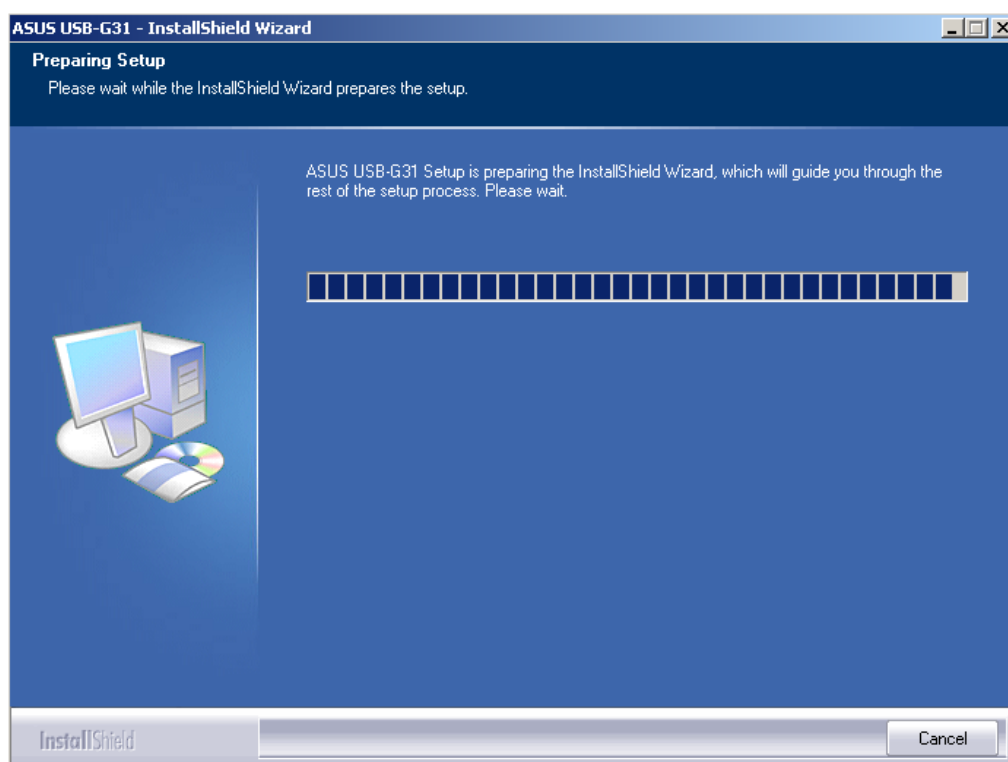 ASUS USB-G31 - InstallShield Wizard
Preparing Setup
Please wait while the InstallShield Wizard prepares the setup.
ASUS USB-G31 Setup is preparing the InstallShield Wizard, which will guide you through the
rest of the setup process. Please wait.
InstallShield
Cancel